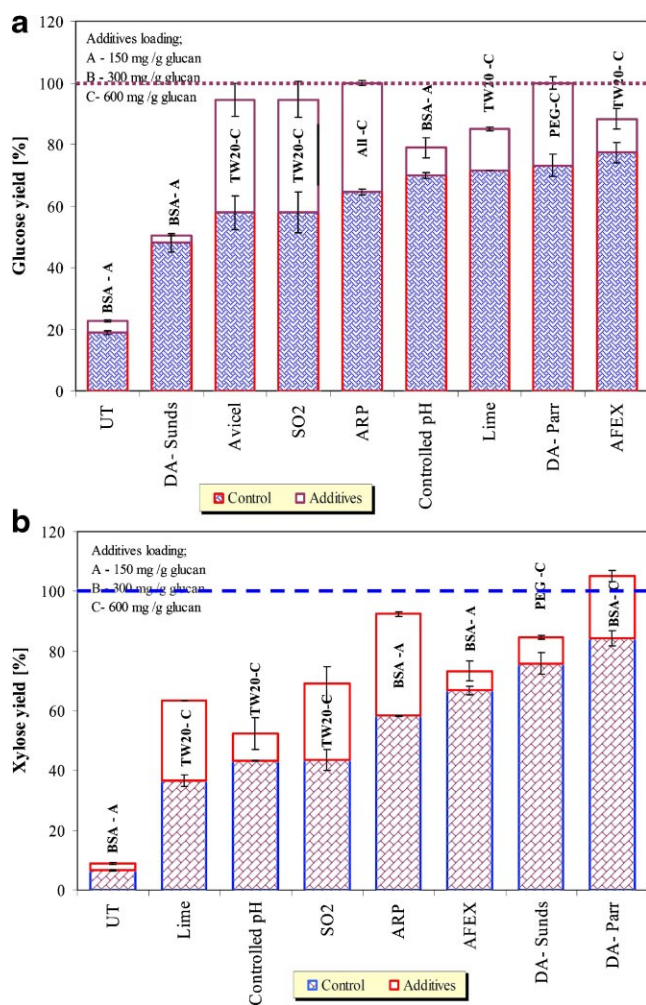 a
120
100
80
60
40
20
0
Glucose yield [%]
Additives loading;
A - 150 mg /g glucan
B - 300 mg /g glucan
C- 600 mg /g glucan
BSA - A
BSA- A
TW20-C
TW20-C
All -C
BSA- A
TW20-C
PEG-C
TW20- C
UT
DA- Sunds
Avicel
SO2
ARP
Controlled pH
Lime
DA- Parr
AFEX
Control
Additives
b
120
100
80
60
40
20
0
Xylose yield [%]
Additives loading;
A - 150 mg /g glucan
B - 300 mg /g glucan
C- 600 mg /g glucan
BSA - A
TW20- C
TW20-C
TW20-C
BSA -A
BSA- A
PEG -C
BSA- C
UT
Lime
Controlled pH
SO2
ARP
AFEX
DA- Sunds
DA- Parr
Control
Additives